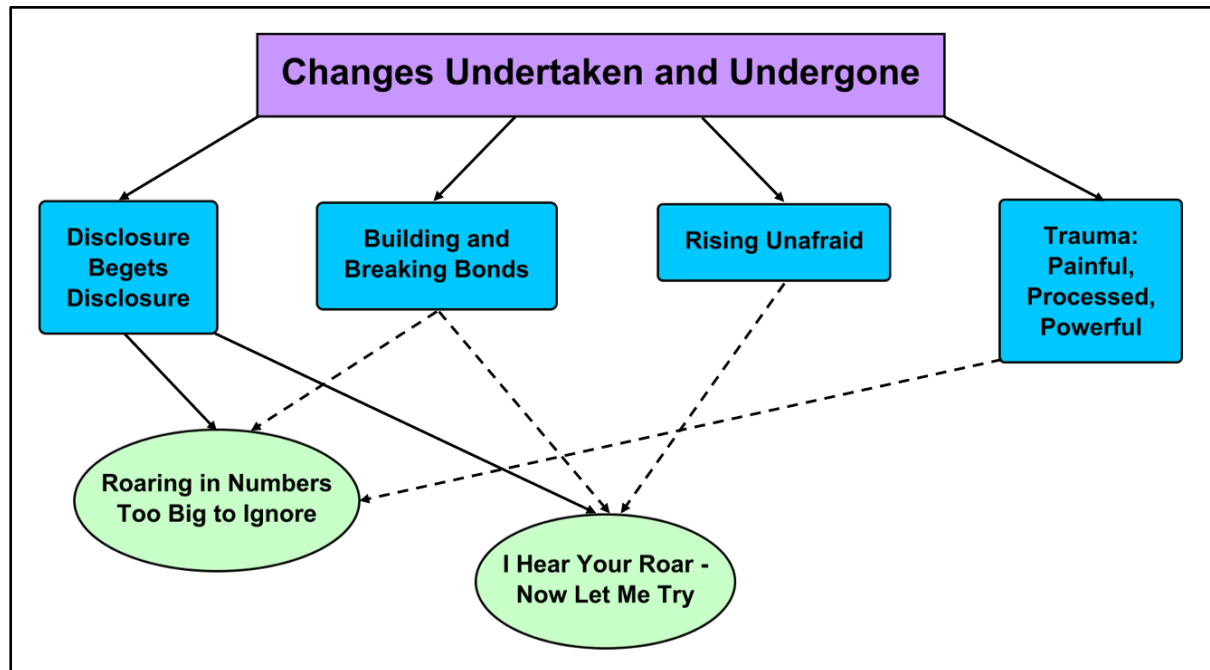 Changes Undertaken and Undergone
Disclosure
Begets
Disclosure
Building and
Breaking Bonds
Rising Unafraid
Trauma:
Painful,
Processed,
Powerful
Roaring in Numbers
Too Big to Ignore
I Hear Your Roar -
Now Let Me Try